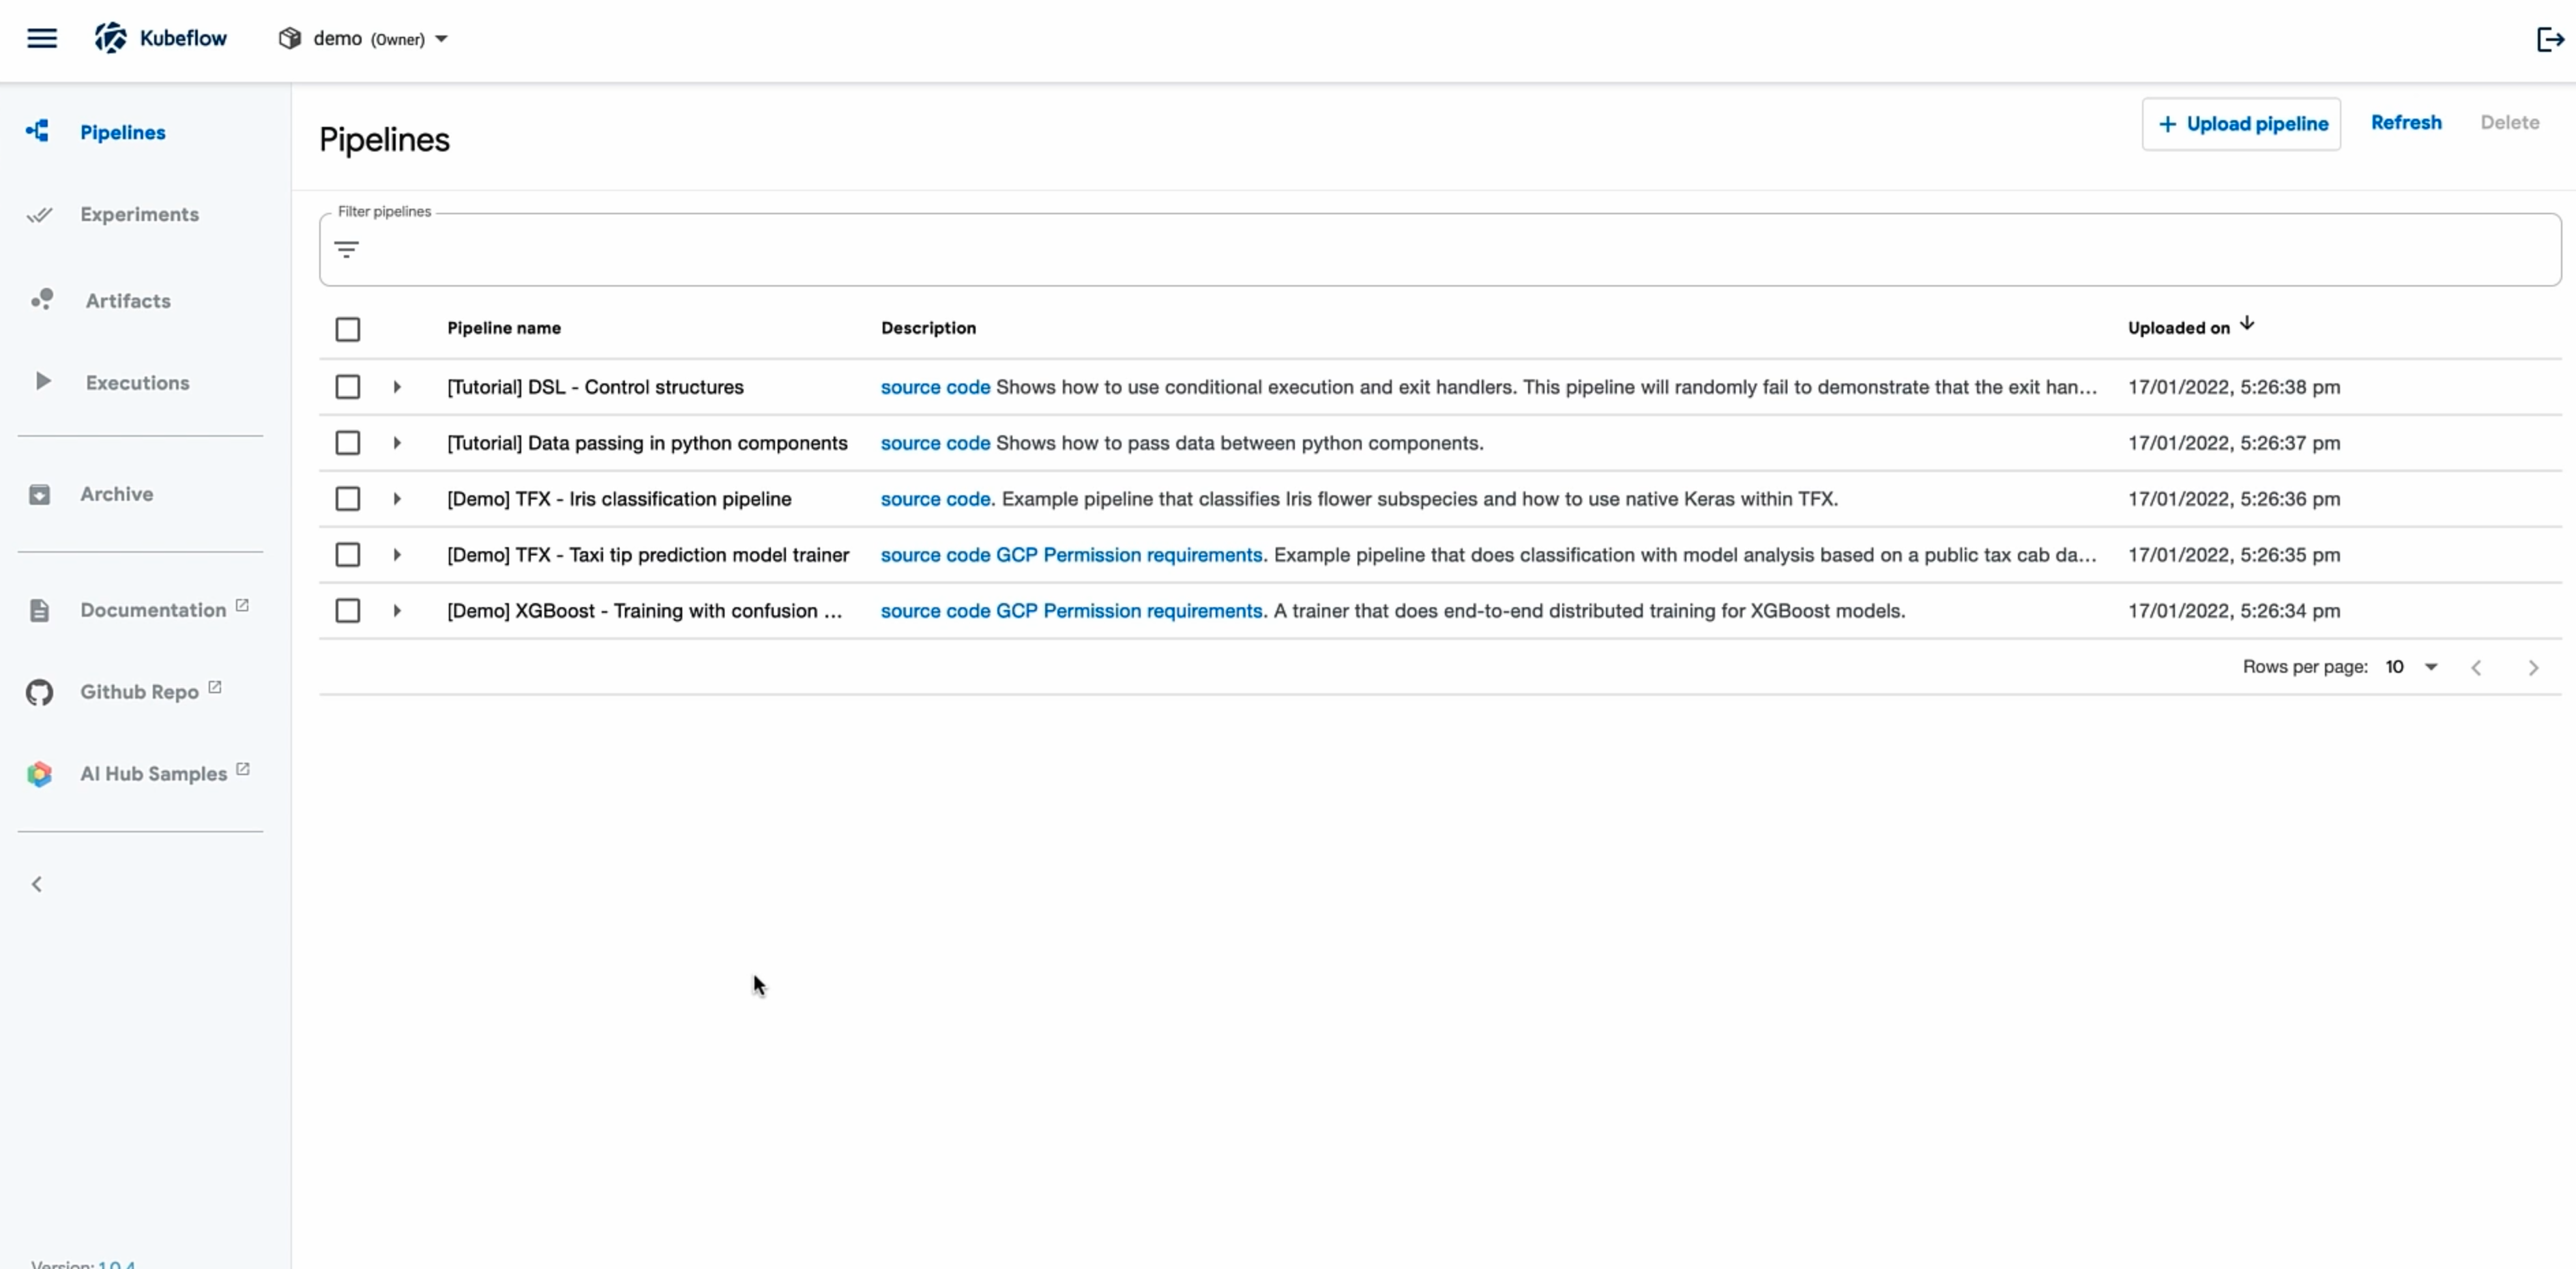 Kubeflow demo (Owner)
Pipelines
Experiments
Artifacts
Executions
Archive
Documentation
Github Repo
AI Hub Samples
Version: 1.0.4
Pipelines
+ Upload pipeline Refresh Delete
Filter pipelines
Pipeline name Description Uploaded on
[Tutorial] DSL - Control structures source code Shows how to use conditional execution and exit handlers. This pipeline will randomly fail to demonstrate that the exit han... 17/01/2022, 5:26:38 pm
[Tutorial] Data passing in python components source code Shows how to pass data between python components. 17/01/2022, 5:26:37 pm
[Demo] TFX - Iris classification pipeline source code. Example pipeline that classifies Iris flower subspecies and how to use native Keras within TFX. 17/01/2022, 5:26:36 pm
[Demo] TFX - Taxi tip prediction model trainer source code GCP Permission requirements. Example pipeline that does classification with model analysis based on a public tax cab da... 17/01/2022, 5:26:35 pm
[Demo] XGBoost - Training with confusion ... source code GCP Permission requirements. A trainer that does end-to-end distributed training for XGBoost models. 17/01/2022, 5:26:34 pm
Rows per page: 10